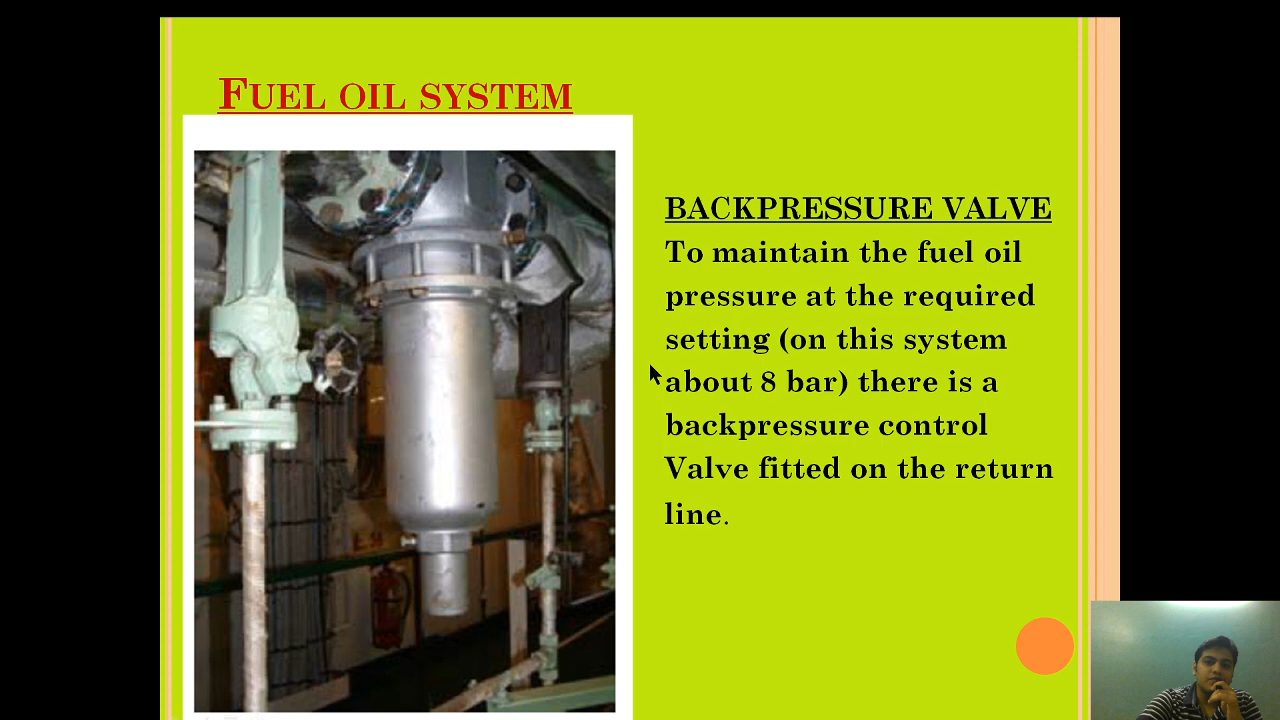 FUEL OIL SYSTEM
BACKPRESSURE VALVE
To maintain the fuel oil
pressure at the required
setting (on this system
about 8 bar) there is a
backpressure control
Valve fitted on the return
line.